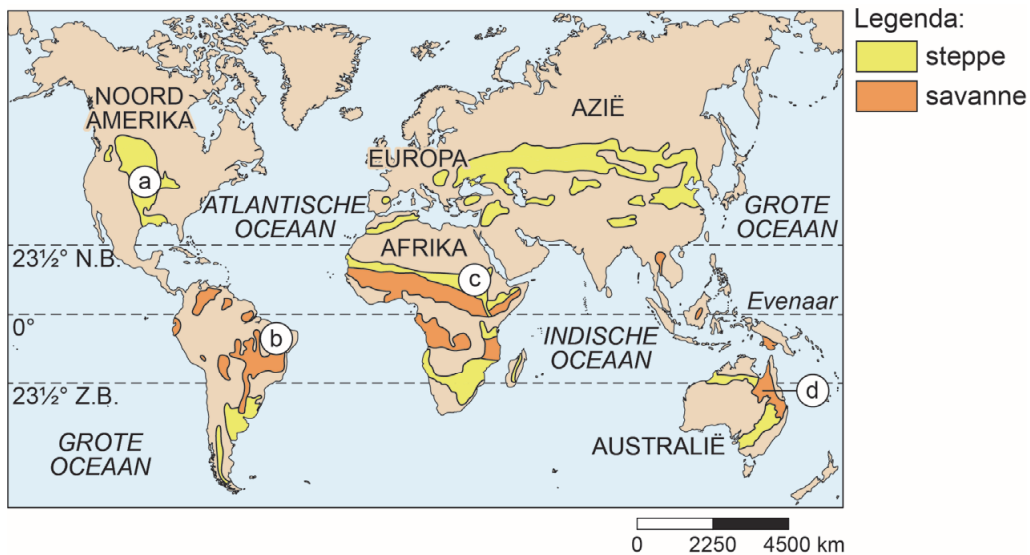 Legenda:
steppe
savanne
NOORD
AMERIKA
AZIË
EUROPA
a
ATLANTISCHE
OCEAAN
GROTE
OCEAAN
23½° N.B.
AFRIKA
c
Evenaar
0°
b
INDISCHE
OCEAAN
23½° Z.B.
d
GROTE
OCEAAN
AUSTRALIË
0 2250 4500 km